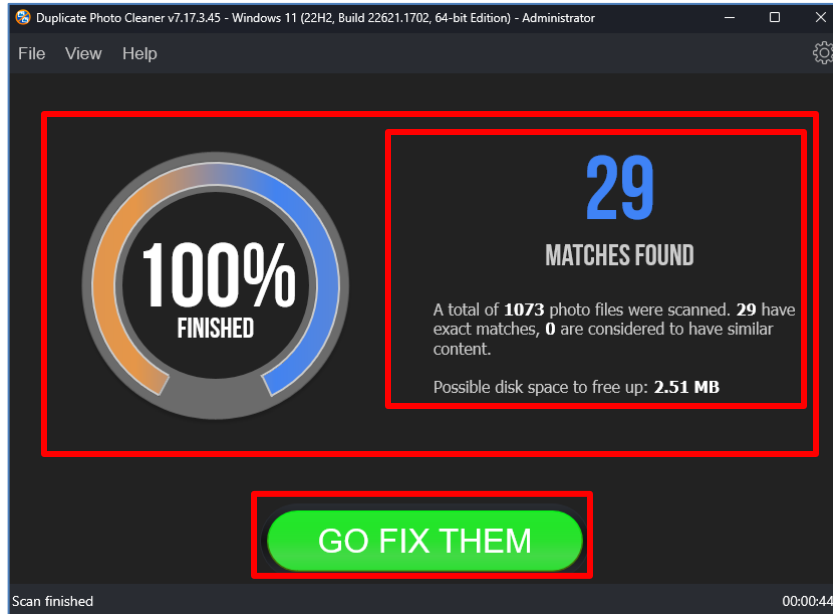 Duplicate Photo Cleaner v7.17.3.45 - Windows 11 (22H2, Build 22621.1702, 64-bit Edition) - Administrator
File View Help
100%
FINISHED
29
MATCHES FOUND
A total of 1073 photo files were scanned. 29 have
exact matches, 0 are considered to have similar
content.
Possible disk space to free up: 2.51 MB
GO FIX THEM
Scan finished 00:00:44